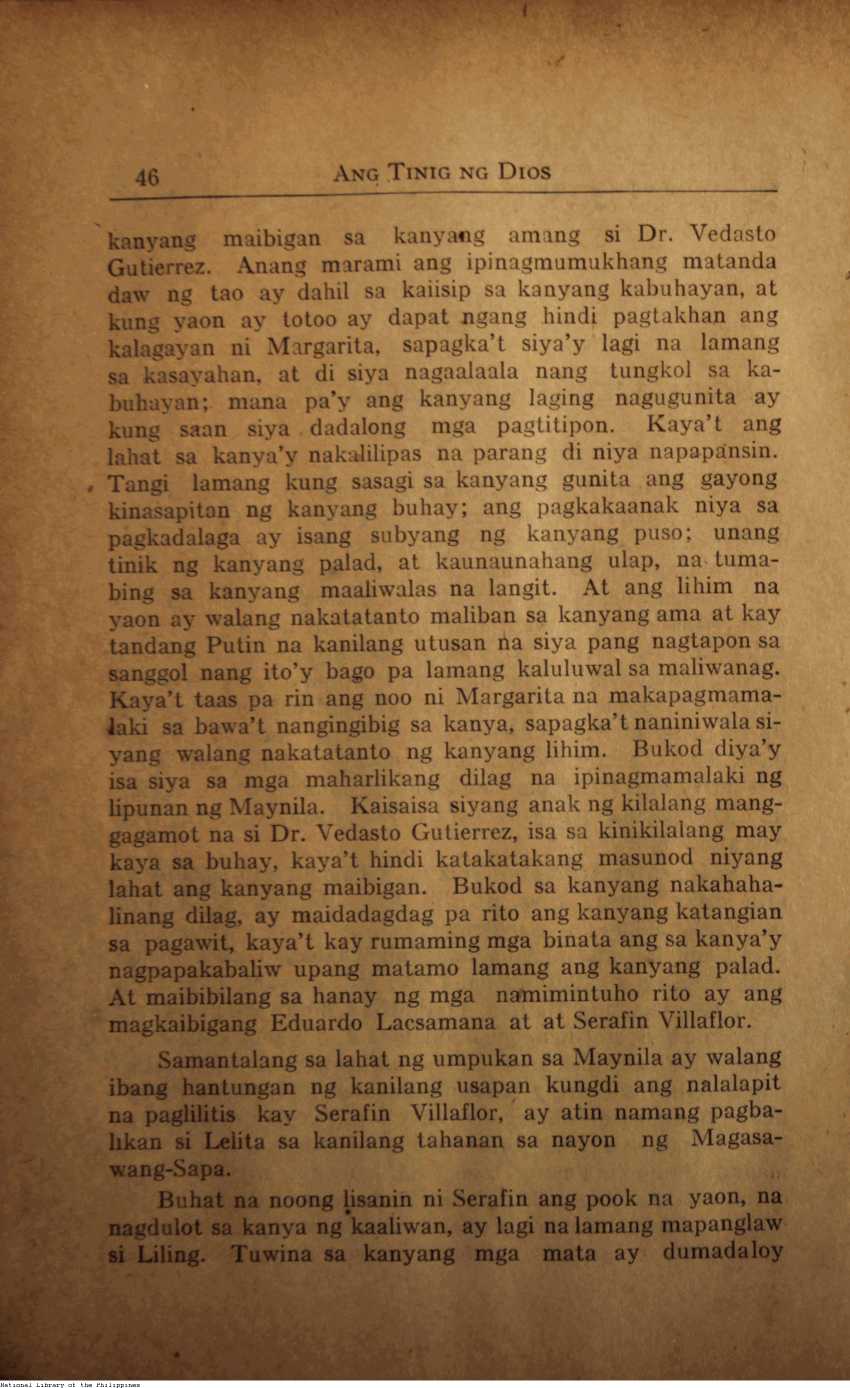 46 ANG TINIG NG DIOS
kanyang maibigan sa kanyang amang si Dr. Vedasto
Gutierrez. Anang marami ang ipinagmumukhang matanda
daw ng tao ay dahil sa kaiisip sa kanyang kabuhayan, at
kung yaon ay totoo ay dapat ngang hindi pagtakhan ang
kalagayan ni Margarita, sapagka't siya'y lagi na lamang
sa kasayahan, at di siya nagaalaala nang tungkol sa ka-
buhayan; mana pa'y ang kanyang laging nagugunita ay
kung saan siya dadalong mga pagtitipon. Kaya't ang
lahat sa kanya'y nakalilipas na parang di niya napapansin.
Tangi lamang kung sasagi sa kanyang gunita ang gayong
kinasapitan ng kanyang buhay; ang pagkakaanak niya sa
pagkadalaga ay isang subyang ng kanyang puso; unang
tinik ng kanyang palad, at kaunaunahang ulap, na tuma-
bing sa kanyang maaliwalas na langit. At ang lihim na
yaon ay walang nakatatanto maliban sa kanyang ama at kay
tandang Putin na kanilang utusan na siya pang nagtapon sa
sanggol nang ito'y bago pa lamang kaluluwal sa maliwanag.
Kaya't taas pa rin ang noo ni Margarita na makapagmama-
laki sa bawa't nangingibig sa kanya, sapagka't naniniwala si-
yang walang nakatatanto ng kanyang lihim. Bukod diya'y
isa siya sa mga maharlikang dilag na ipinagmamalaki ng
lipunan ng Maynila. Kaisaisa siyang anak ng kilalang mang-
gagamot na si Dr. Vedasto Gutierrez, isa sa kinikilalang may
kaya sa buhay, kaya't hindi katakatakang masunod niyang
lahat ang kanyang maibigan. Bukod sa kanyang nakahaha-
linang dilag, ay maidadagdag pa rito ang kanyang katangian
sa pagawit, kaya't kay rumaming mga binata ang sa kanya'y
nagpapakabaliw upang matamo lamang ang kanyang palad.
At maibibilang sa hanay ng mga namimintuho rito ay ang
magkaibigang Eduardo Lacsamana at at Serafin Villaflor.
Samantalang sa lahat ng umpukan sa Maynila ay walang
ibang hantungan ng kanilang usapan kungdi ang nalalapit
na paglilitis kay Serafin Villaflor, ay atin namang pagba-
likan si Lelita sa kanilang tahanan sa nayon ng Magasa-
wang-Sapa.
Buhat na noong lisanin ni Serafin ang pook na yaon, na
nagdulot sa kanya ng kaaliwan, ay lagi na lamang mapanglaw
si Liling. Tuwina sa kanyang mga mata ay dumadaloy
National Library of the Philippines